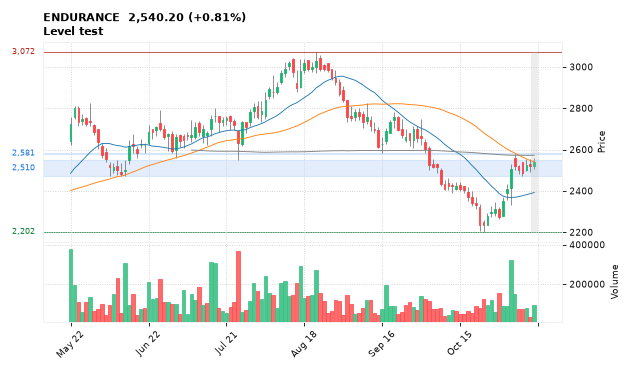 ENDURANCE 2,540.20 (+0.81%)
Level test
3,072
2,581
2,510
2,202
3000
2800
2600
2400
2200
Price
400000
200000
Volume
May 22
Jun 22
Jul 21
Aug 18
Sep 16
Oct 15